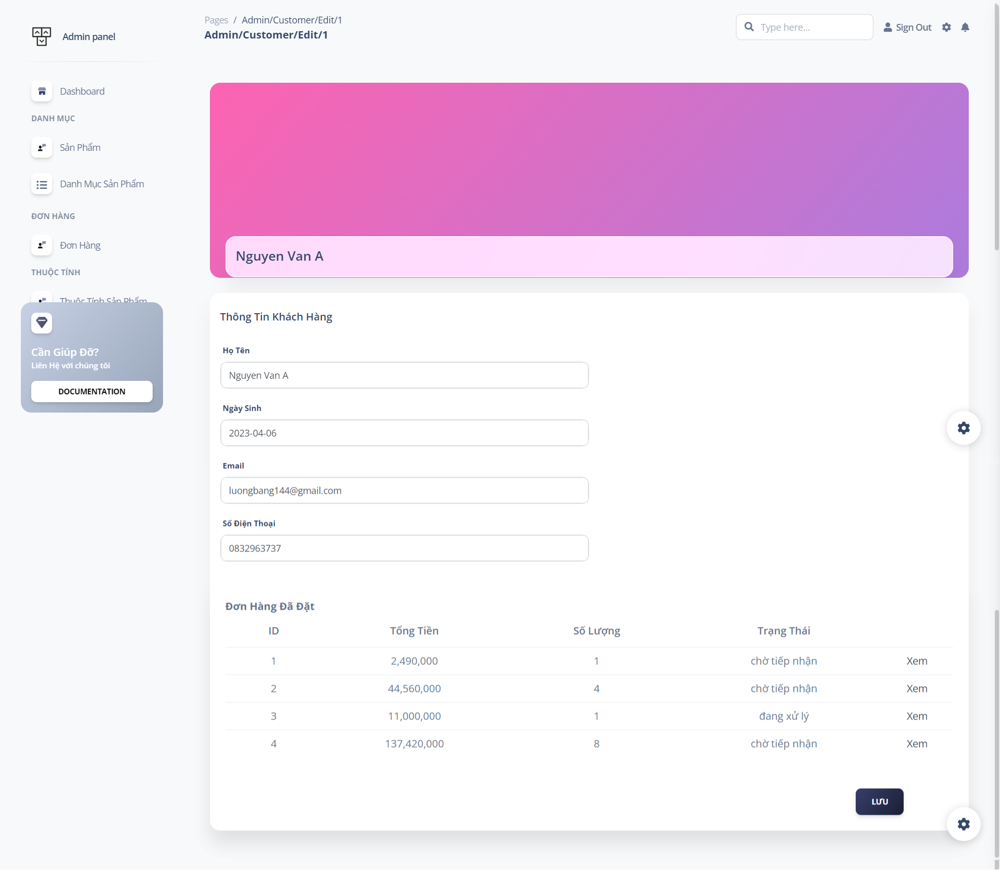 Admin panel
Dashboard
DANH MỤC
Sản Phẩm
Danh Mục Sản Phẩm
ĐƠN HÀNG
Đơn Hàng
THUỘC TÍNH
Thuộc Tính Sản Phẩm
Cần Giúp Đỡ?
Liên Hệ với chúng tôi
DOCUMENTATION
Pages / Admin/Customer/Edit/1
Admin/Customer/Edit/1
Type here...
Sign Out
Nguyen Van A
Thông Tin Khách Hàng
Họ Tên
Nguyen Van A
Ngày Sinh
2023-04-06
Email
luongbang144@gmail.com
Số Điện Thoại
0832963737
Đơn Hàng Đã Đặt
ID Tổng Tiền Số Lượng Trạng Thái
1 2,490,000 1 chờ tiếp nhận Xem
2 44,560,000 4 chờ tiếp nhận Xem
3 11,000,000 1 đang xử lý Xem
4 137,420,000 8 chờ tiếp nhận Xem
LƯU